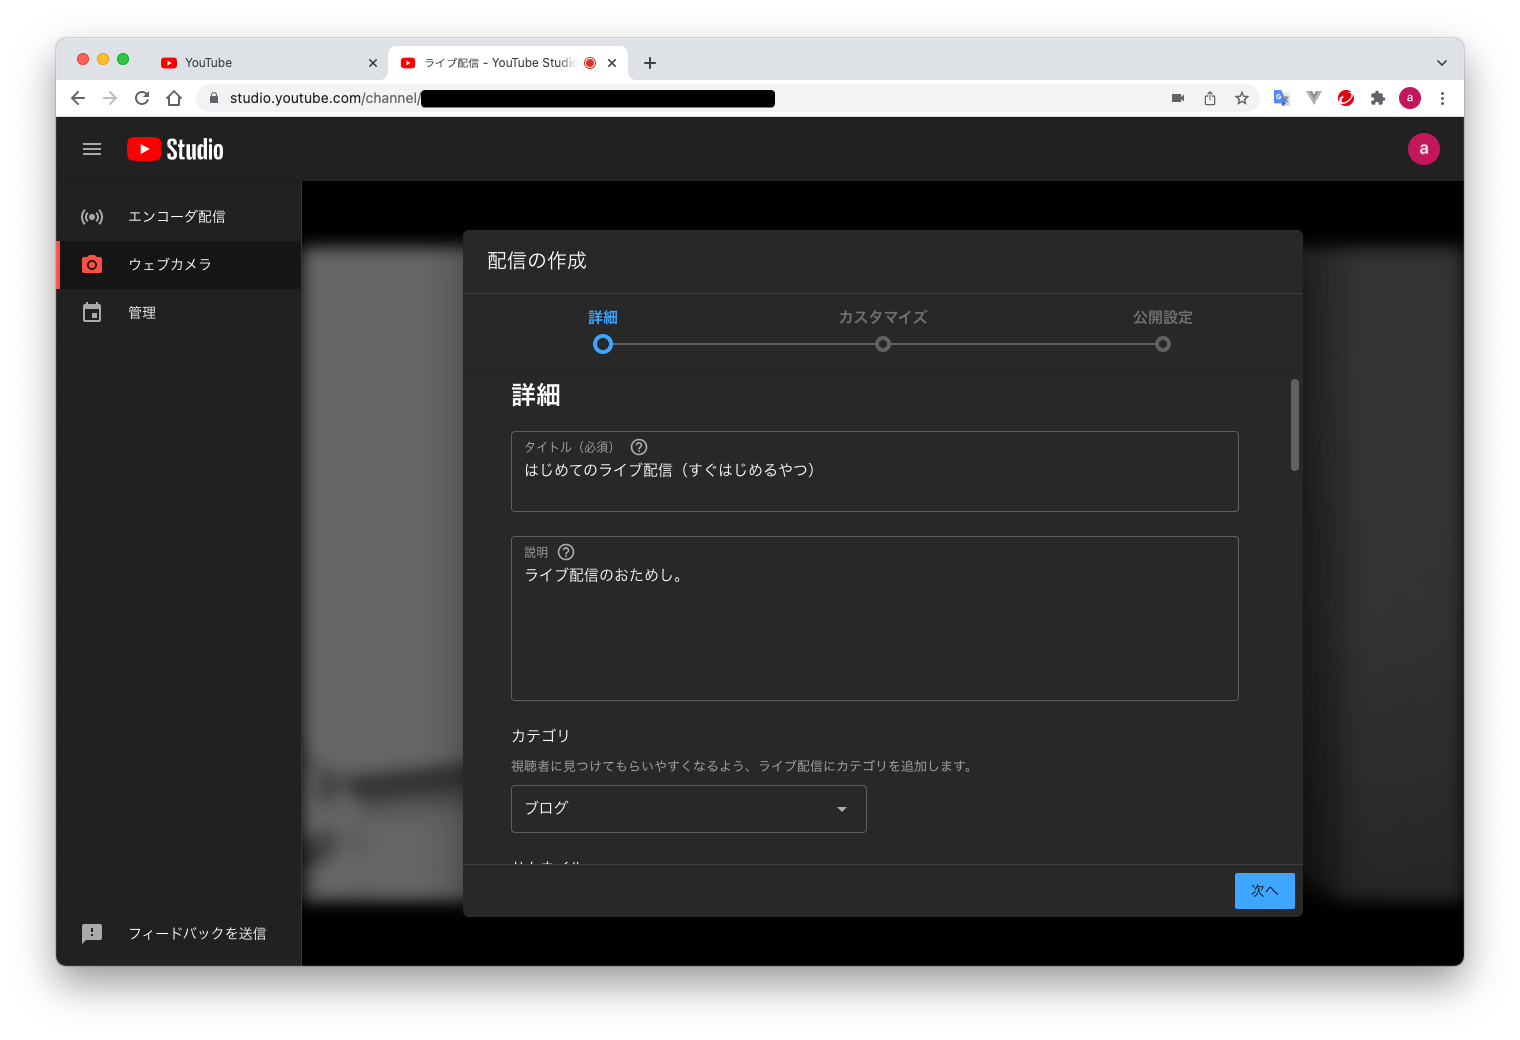 YouTube
ライブ配信 - YouTube Studio
studio.youtube.com/channel/
a
Studio
a
エンコーダ配信
ウェブカメラ
管理
フィードバックを送信
配信の作成
詳細
カスタマイズ
公開設定
詳細
タイトル（必須）
はじめてのライブ配信（すぐはじめるやつ）
説明
ライブ配信のおためし。
カテゴリ
視聴者に見つけてもらいやすくなるよう、ライブ配信にカテゴリを追加します。
ブログ
次へ